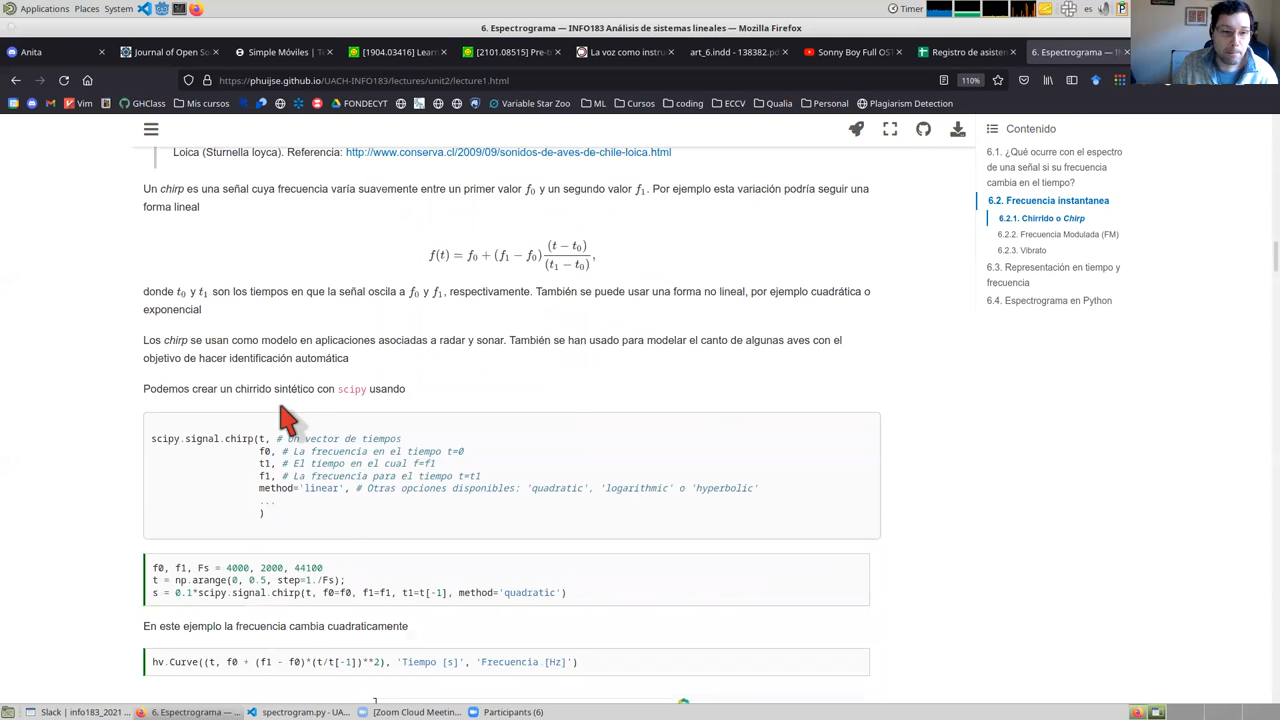 Applications Places System
Timer
es
Espectrograma — INFO183 Análisis de sistemas lineales — Mozilla Firefox
Anita
Journal of Open So
Simple Móviles | T
[1904.03416] Lear
[2101.08515] Pre-t
La voz como instru
art_6.indd - 138382.pd
Sonny Boy Full OS
Registro de asisten
6. Espectrograma —
https://phuijse.github.io/UACH-INFO183/lectures/unit2/lecture1.html
110%
Vim
GHClass
Mis cursos
FONDECYT
Variable Star Zoo
ML
Cursos
coding
ECCV
Qualia
Personal
Plagiarism Detection
Loica (Sturnella loyca). Referencia: http://www.conserva.cl/2009/09/sonidos-de-aves-de-chile-loica.html
Un chirp es una señal cuya frecuencia varía suavemente entre un primer valor f0 y un segundo valor f1. Por ejemplo esta variación podría seguir una
forma lineal
f(t) = f0 + (f1 − f0) (t − t0) / (t1 − t0),
donde t0 y t1 son los tiempos en que la señal oscila a f0 y f1, respectivamente. También se puede usar una forma no lineal, por ejemplo cuadrática o
exponencial
Los chirp se usan como modelo en aplicaciones asociadas a radar y sonar. También se han usado para modelar el canto de algunas aves con el
objetivo de hacer identificación automática
Podemos crear un chirrido sintético con scipy usando
scipy.signal.chirp(t, # Un vector de tiempos
f0, # La frecuencia en el tiempo t=0
t1, # El tiempo en el cual f=f1
f1, # La frecuencia para el tiempo t=t1
method='linear', # Otras opciones disponibles: 'quadratic', 'logarithmic' o 'hyperbolic'
...
)
f0, f1, Fs = 4000, 2000, 44100
t = np.arange(0, 0.5, step=1./Fs);
s = 0.1*scipy.signal.chirp(t, f0=f0, f1=f1, t1=t[-1], method='quadratic')
En este ejemplo la frecuencia cambia cuadraticamente
hv.Curve((t, f0 + (f1 - f0)*(t/t[-1])**2), 'Tiempo [s]', 'Frecuencia [Hz]')
Contenido
6.1. ¿Qué ocurre con el espectro
de una señal si su frecuencia
cambia en el tiempo?
6.2. Frecuencia instantanea
6.2.1. Chirrido o Chirp
6.2.2. Frecuencia Modulada (FM)
6.2.3. Vibrato
6.3. Representación en tiempo y
frecuencia
6.4. Espectrograma en Python
Slack | info183_2021
6. Espectrograma —...
spectrogram.py - UA...
[Zoom Cloud Meetin...
Participants (6)